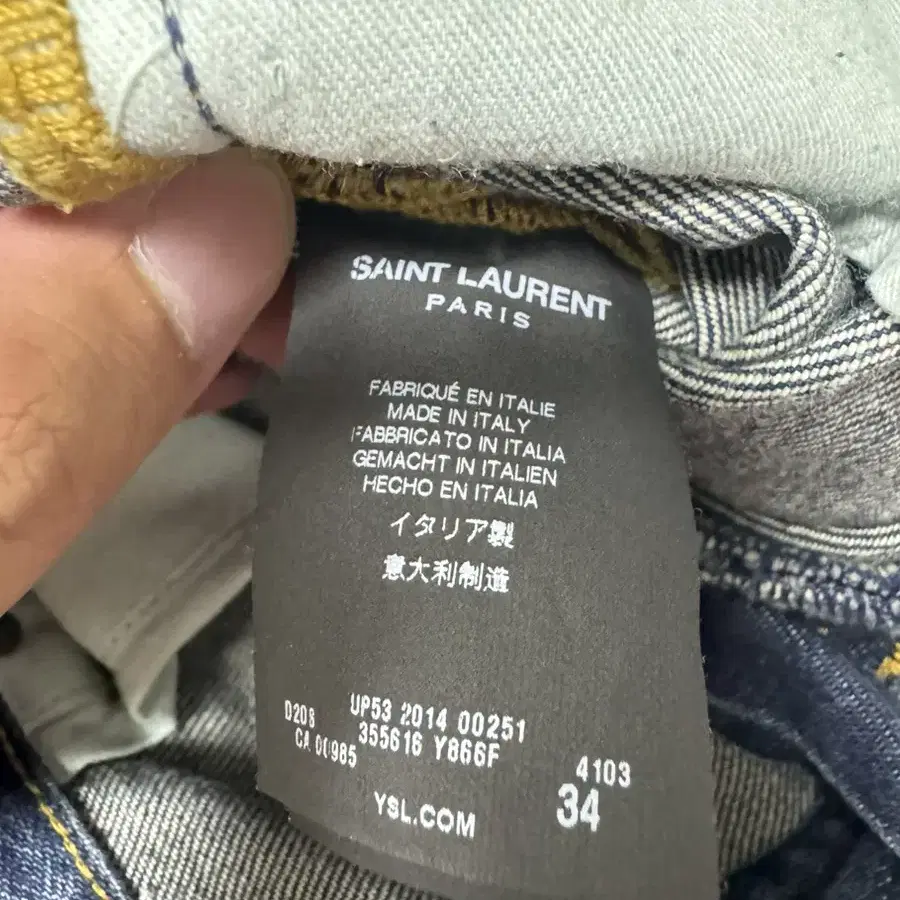 SAINT LAURENT
PARIS
FABRIQUÉ EN ITALIE
MADE IN ITALY
FABBRICATO IN ITALIA
GEMACHT IN ITALIEN
HECHO EN ITALIA
イタリア製
意大利制造
D208 UP53 2014 00251
CA 00985 355616 Y866F 4103
YSL.COM 34